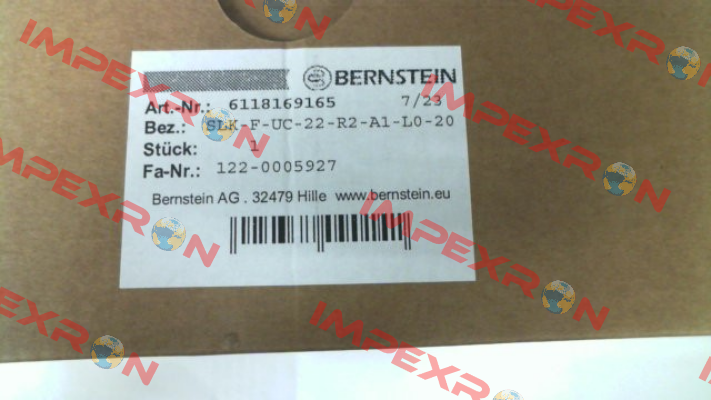 BERNSTEIN
Art.-Nr.: 6118169165 7/23
Bez.: SLK-F-UC-22-R2-A1-L0-20
Stück: 1
Fa-Nr.: 122-0005927
Bernstein AG . 32479 Hille www.bernstein.eu
IMPEXRON
IMPEXRON
IMPEXRON
IMPEXRON
IMPEXRON
IMPEXRON